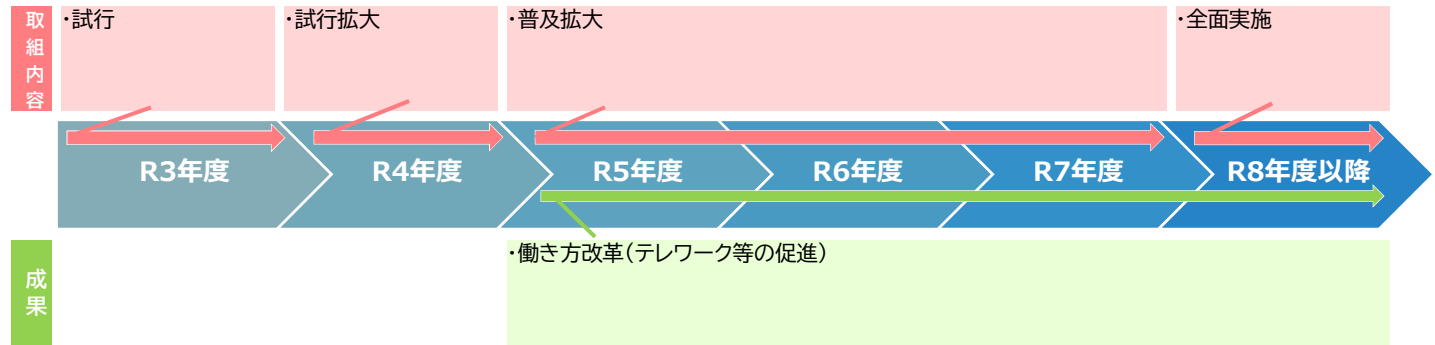 取組内容
・試行
・試行拡大
・普及拡大
・全面実施
R3年度
R4年度
R5年度
R6年度
R7年度
R8年度以降
成果
・働き方改革（テレワーク等の促進）